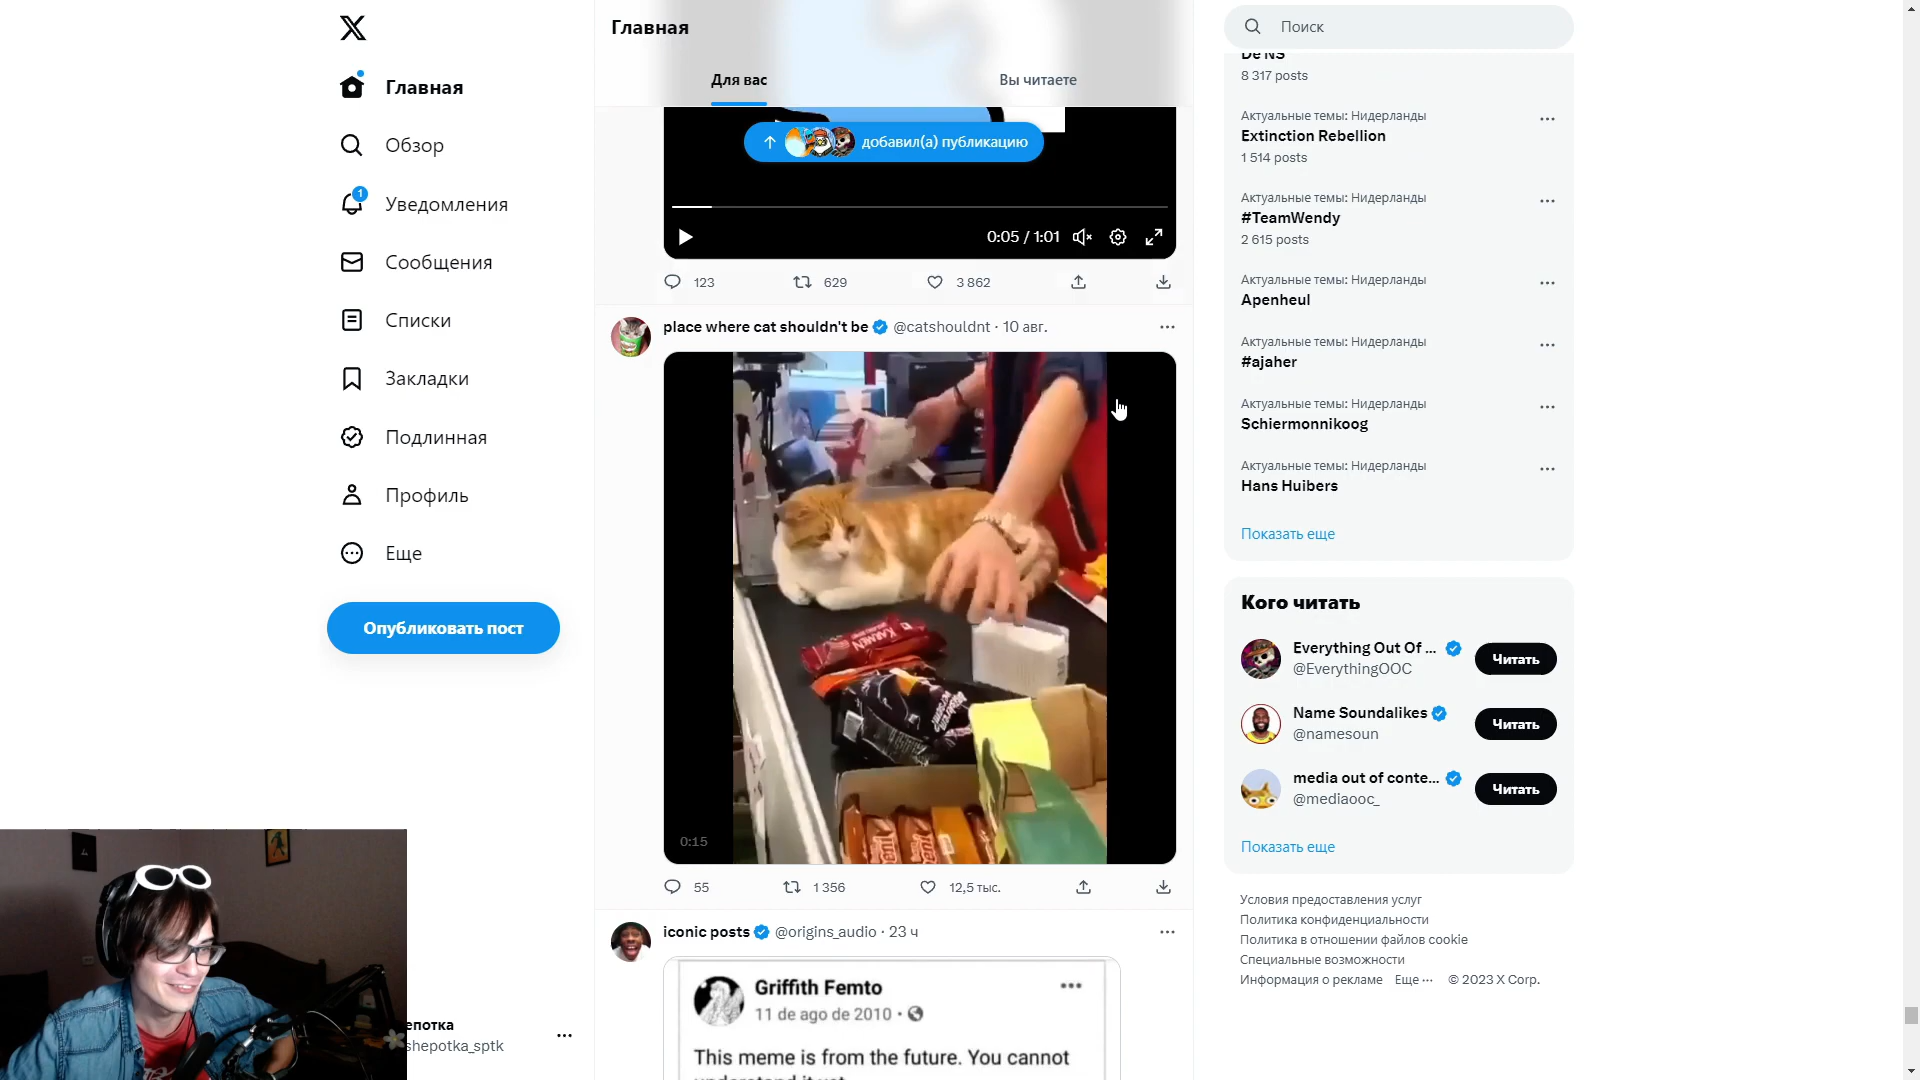 Главная
Обзор
1
Уведомления
Сообщения
Списки
Закладки
Подлинная
Профиль
Еще
Опубликовать пост
епотка
shepotka_sptk
Главная
Для вас
Вы читаете
добавил(а) публикацию
0:05 / 1:01
123
629
3 862
place where cat shouldn't be @catshouldnt · 10 авг.
KARMEN
0:15
55
1 356
12,5 тыс.
iconic posts @origins_audio · 23 ч
Griffith Femto
11 de ago de 2010 ·
This meme is from the future. You cannot
understand it yet
Поиск
De NS
8 317 posts
Актуальные темы: Нидерланды
Extinction Rebellion
1 514 posts
Актуальные темы: Нидерланды
#TeamWendy
2 615 posts
Актуальные темы: Нидерланды
Apenheul
Актуальные темы: Нидерланды
#ajaher
Актуальные темы: Нидерланды
Schiermonnikoog
Актуальные темы: Нидерланды
Hans Huibers
Показать еще
Кого читать
Everything Out Of ...
@EverythingOOC
Читать
Name Soundalikes
@namesoun
Читать
media out of conte...
@mediaooc_
Читать
Показать еще
Условия предоставления услуг
Политика конфиденциальности
Политика в отношении файлов cookie
Специальные возможности
Информация о рекламе Еще ··· © 2023 X Corp.